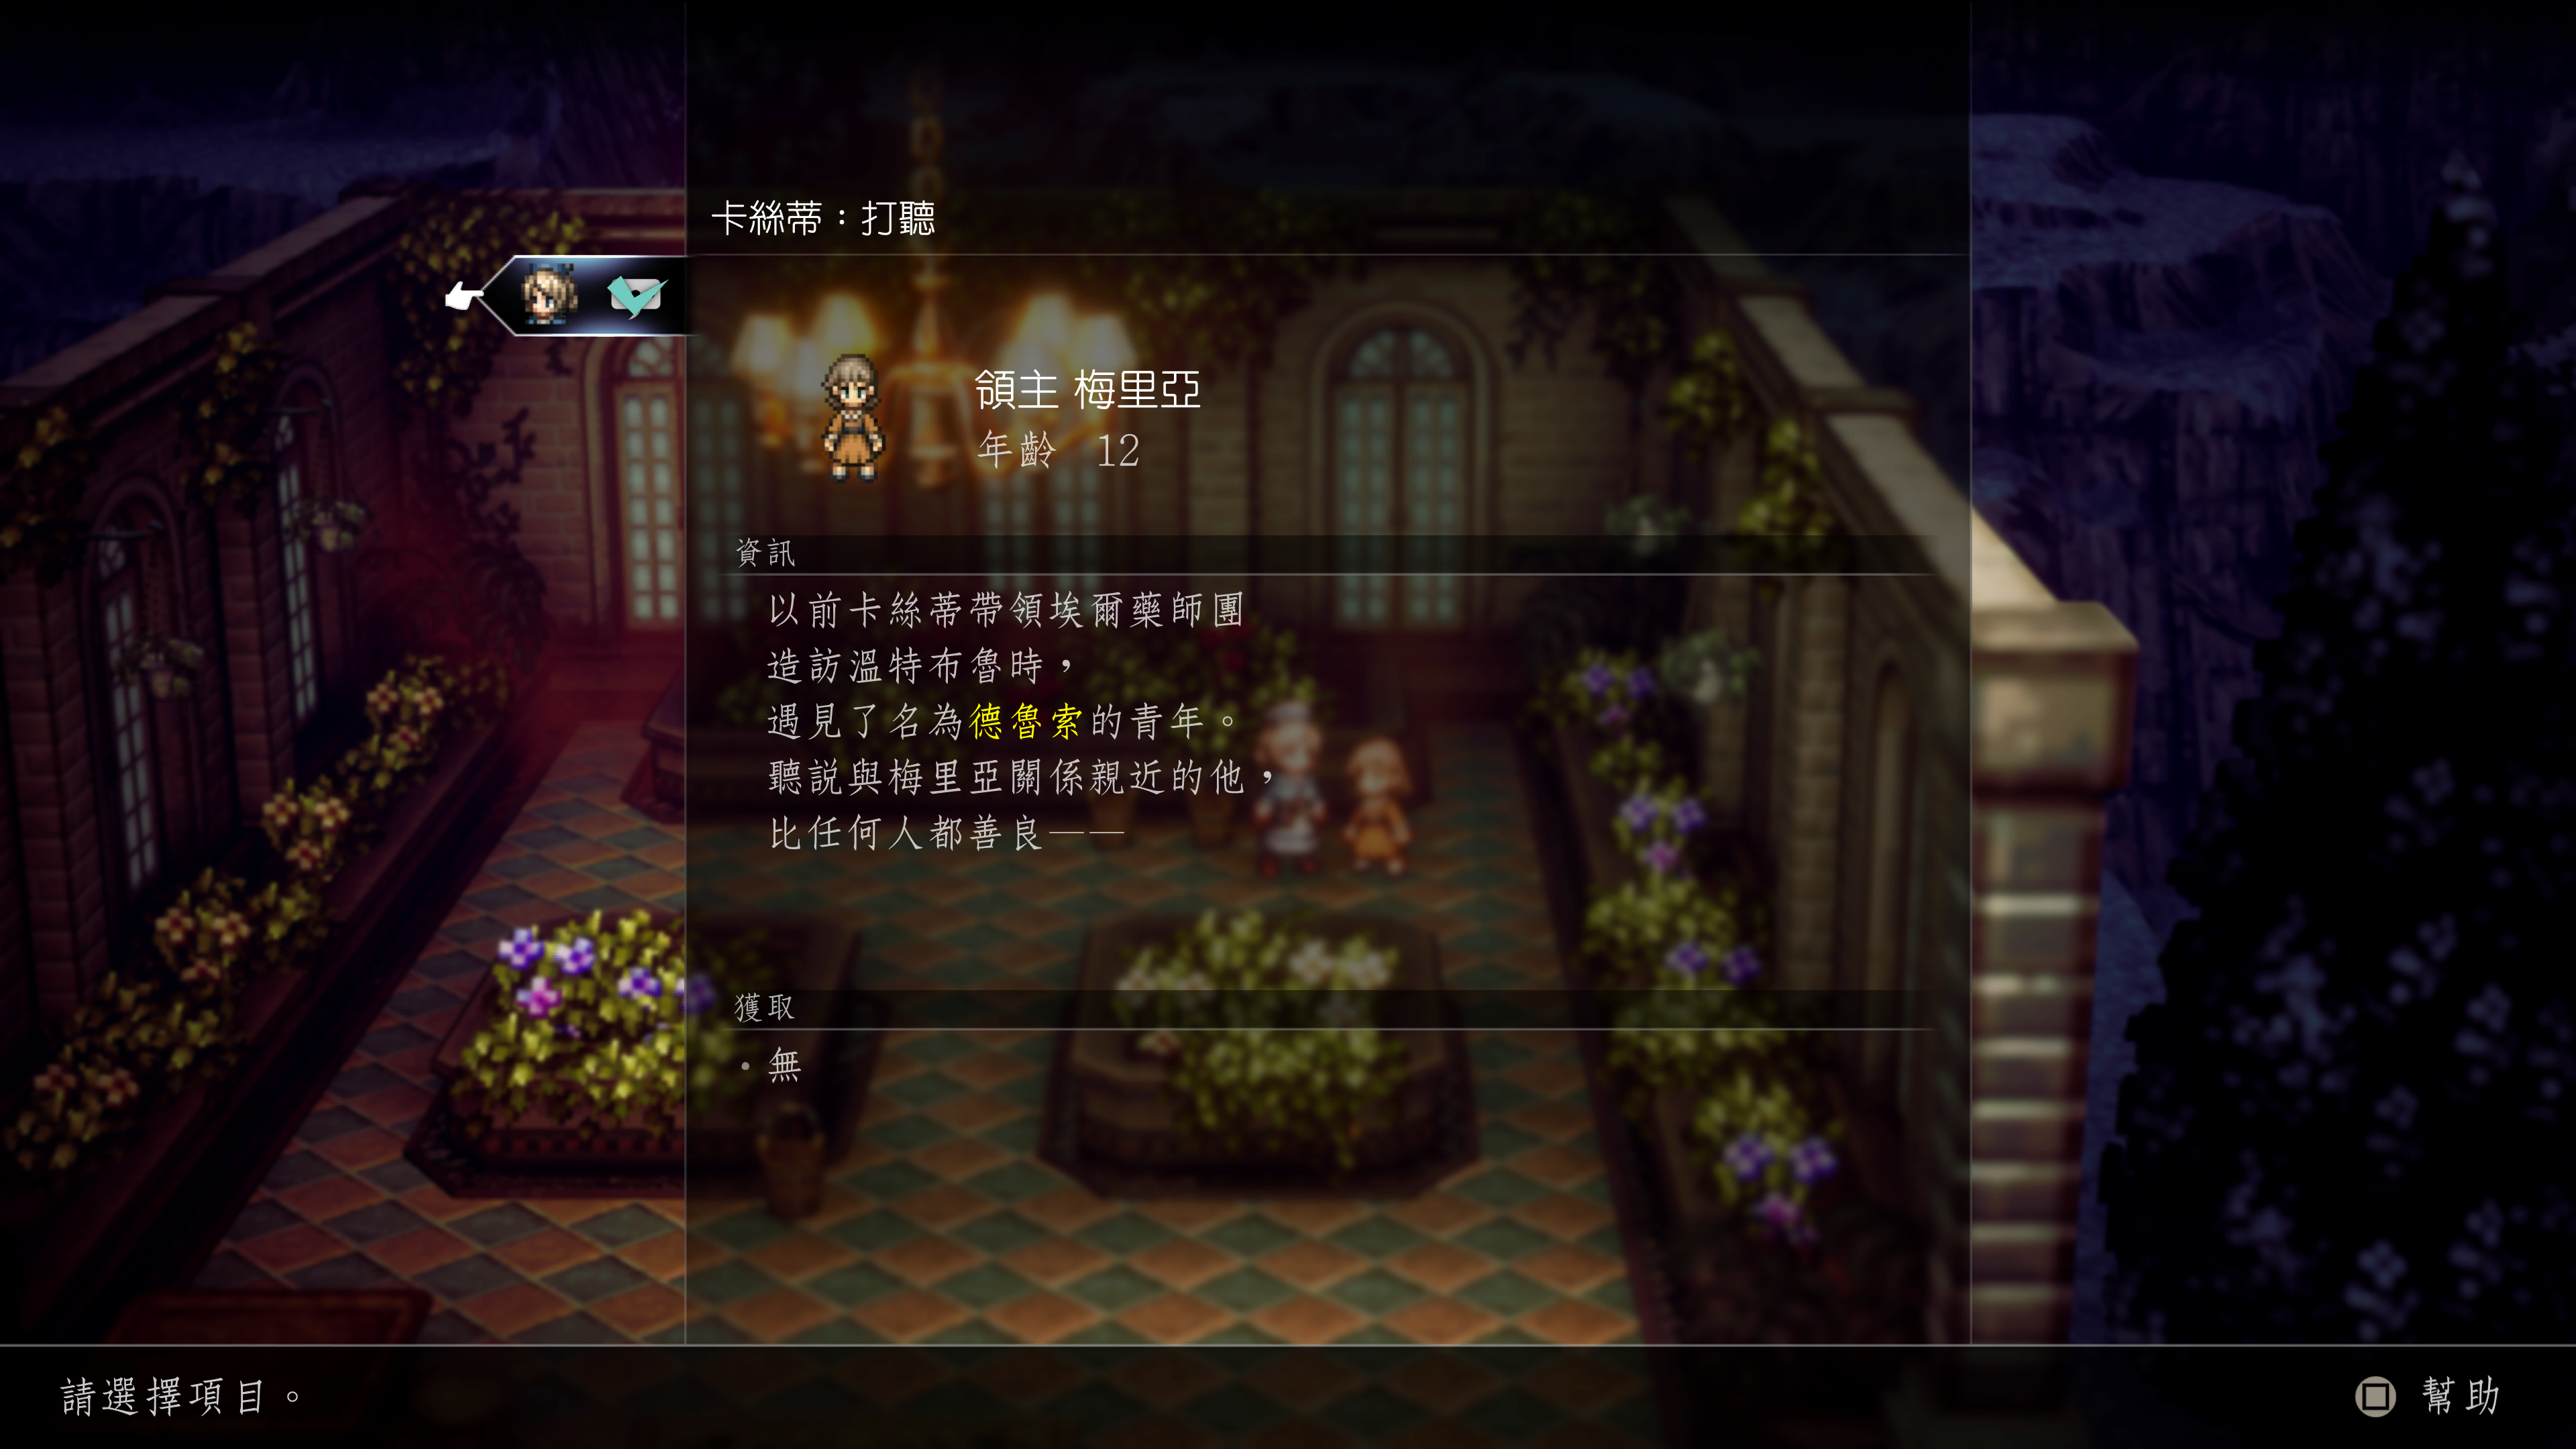 卡絲蒂：打聽
領主 梅里亞
年齡　12
資訊
以前卡絲蒂帶領埃爾藥師團
造訪溫特布魯時，
遇見了名為德魯索的青年。
聽說與梅里亞關係親近的他，
比任何人都善良——
獲取
・無
請選擇項目。
幫助